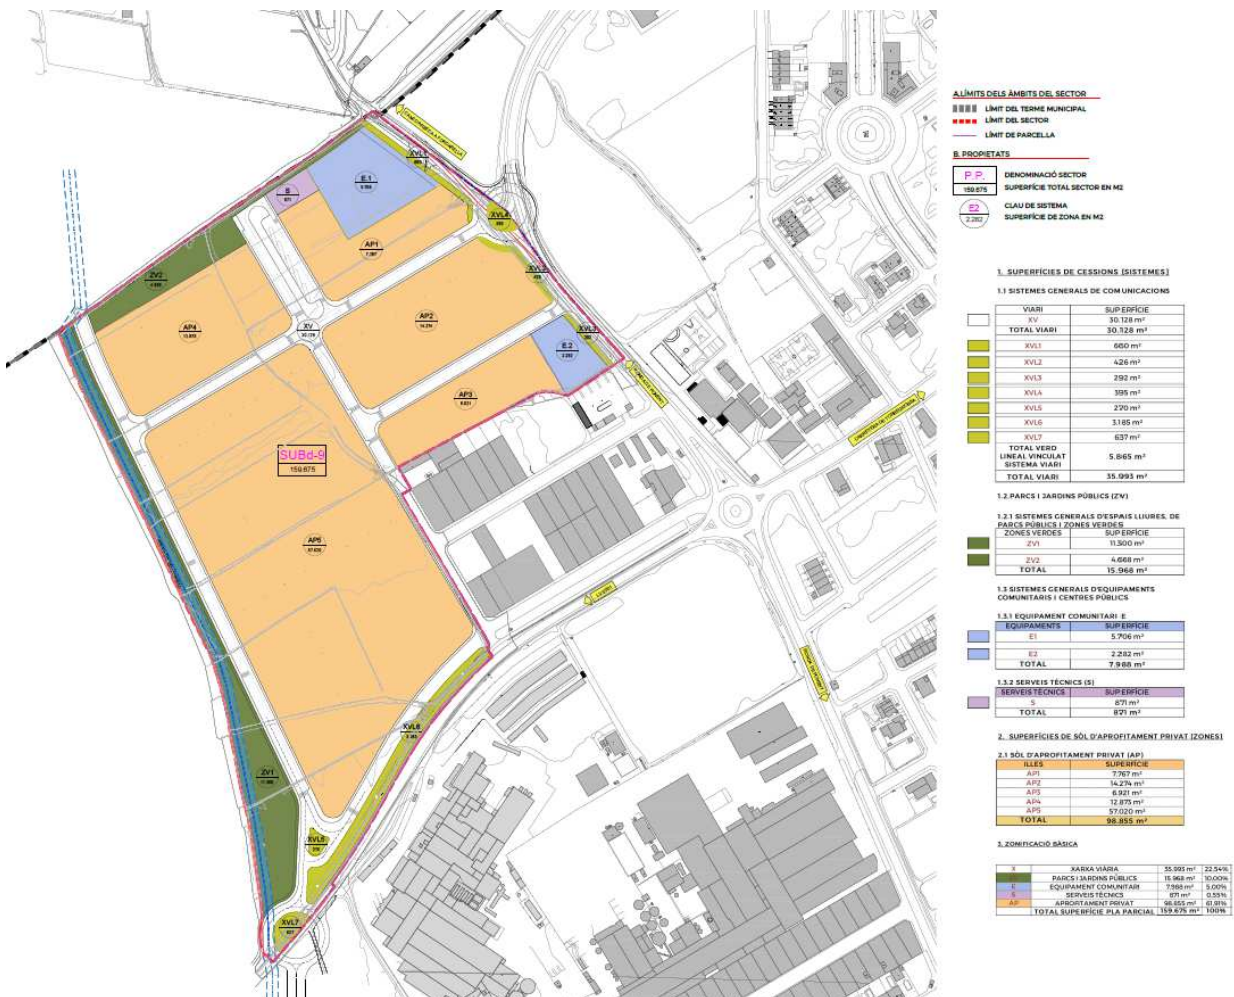 A.LÍMITS DELS ÀMBITS DEL SECTOR
LÍMIT DEL TERME MUNICIPAL
LÍMIT DEL SECTOR
LÍMIT DE PARCEL.LA
B. PROPIETATS
P.P. DENOMINACIÓ SECTOR
159.675 SUPERFÍCIE TOTAL SECTOR EN M2
E2 CLAU DE SISTEMA
2.282 SUPERFÍCIE DE ZONA EN M2
1. SUPERFÍCIES DE CESSIONS (SISTEMES)
1.1 SISTEMES GENERALS DE COMUNICACIONS
VIARI SUPERFÍCIE
XV 30.128 m²
TOTAL VIARI 30.128 m²
XVL1 660 m²
XVL2 426 m²
XVL3 292 m²
XVL4 395 m²
XVL5 270 m²
XVL6 3.185 m²
XVL7 637 m²
TOTAL VERD
LINEAL VINCULAT 5.865 m²
SISTEMA VIARI
TOTAL VIARI 35.993 m²
1.2.PARCS I JARDINS PÚBLICS (ZV)
1.2.1 SISTEMES GENERALS D'ESPAIS LLIURES, DE
PARCS PÚBLICS I ZONES VERDES
ZONES VERDES SUPERFÍCIE
ZV1 11.300 m²
ZV2 4.668 m²
TOTAL 15.968 m²
1.3 SISTEMES GENERALS D'EQUIPAMENTS
COMUNITARIS I CENTRES PÚBLICS
1.3.1 EQUIPAMENT COMUNITARI E
EQUIPAMENTS SUPERFÍCIE
E1 5.706 m²
E2 2.282 m²
TOTAL 7.988 m²
1.3.2 SERVEIS TÈCNICS (S)
SERVEIS TÈCNICS SUPERFÍCIE
S 871 m²
TOTAL 871 m²
2. SUPERFÍCIES DE SÒL D'APROFITAMENT PRIVAT (ZONES)
2.1 SÒL D'APROFITAMENT PRIVAT (AP)
ILLES SUPERFÍCIE
AP1 7.767 m²
AP2 14.274 m²
AP3 6.921 m²
AP4 12.873 m²
AP5 57.020 m²
TOTAL 98.855 m²
3. ZONIFICACIÓ BÀSICA
X XARXA VIÀRIA 35.993 m² 22,54%
PARCS I JARDINS PÚBLICS 15.968 m² 10,00%
E EQUIPAMENT COMUNITARI 7.988 m² 5,00%
S SERVEIS TÈCNICS 871 m² 0,55%
AP APROFITAMENT PRIVAT 98.855 m² 61,91%
TOTAL SUPERFÍCIE PLA PARCIAL 159.675 m² 100%
E.1
S
871
XVL4
AP1
ZV2
AP4
XV
AP2
XVL3
E.2
2.282
AP3
SUBd-9
159.675
AP5
XVL6
ZV1
XVL5
XVL7